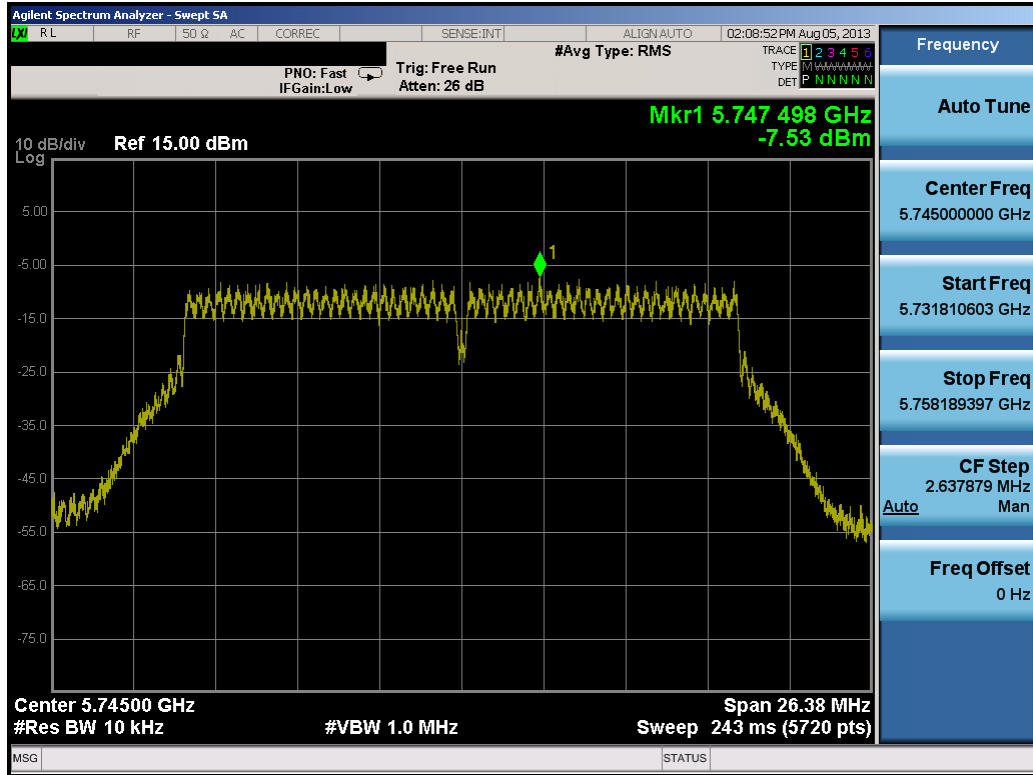 Agilent Spectrum Analyzer - Swept SA
LXI RL RF 50 Ω AC CORREC SENSE:INT ALIGN AUTO 02:08:52 PM Aug 05, 2013
#Avg Type: RMS
TRACE 1 2 3 4 5 6
TYPE M W W W W W
DET P N N N N N
PNO: Fast
IFGain:Low
Trig: Free Run
Atten: 26 dB
Mkr1 5.747 498 GHz
-7.53 dBm
10 dB/div Ref 15.00 dBm
Log
1
5.00
-5.00
-15.0
-25.0
-35.0
-45.0
-55.0
-65.0
-75.0
Center 5.74500 GHz Span 26.38 MHz
#Res BW 10 kHz #VBW 1.0 MHz Sweep 243 ms (5720 pts)
MSG STATUS
Frequency
Auto Tune
Center Freq
5.745000000 GHz
Start Freq
5.731810603 GHz
Stop Freq
5.758189397 GHz
CF Step
2.637879 MHz
Auto Man
Freq Offset
0 Hz